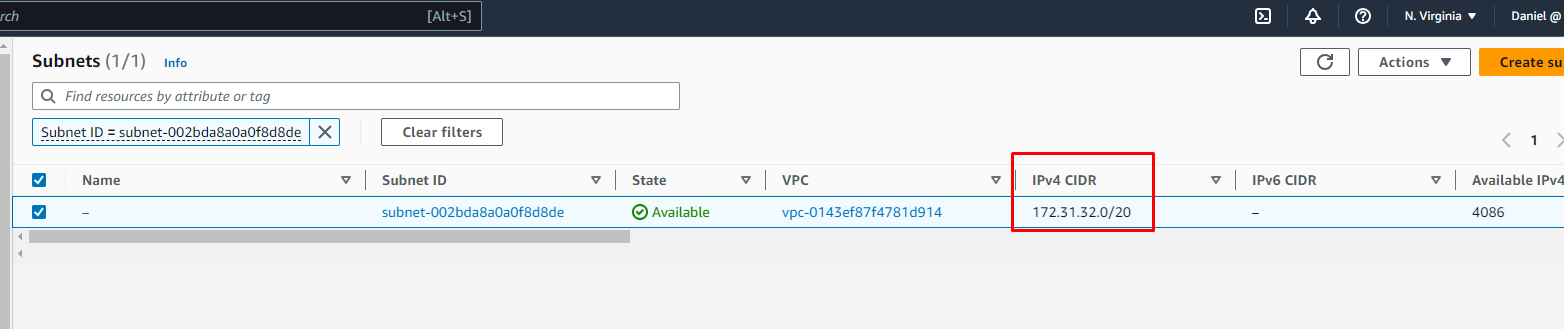 rch [Alt+S] N. Virginia Daniel @
Subnets (1/1) Info Actions Create su
Find resources by attribute or tag
Subnet ID = subnet-002bda8a0a0f8d8de Clear filters
1
Name Subnet ID State VPC IPv4 CIDR IPv6 CIDR Available IPv4
– subnet-002bda8a0a0f8d8de Available vpc-0143ef87f4781d914 172.31.32.0/20 – 4086